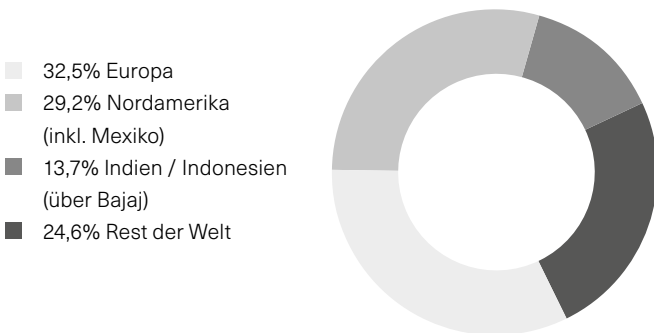 32,5% Europa
29,2% Nordamerika
(inkl. Mexiko)
13,7% Indien / Indonesien
(über Bajaj)
24,6% Rest der Welt